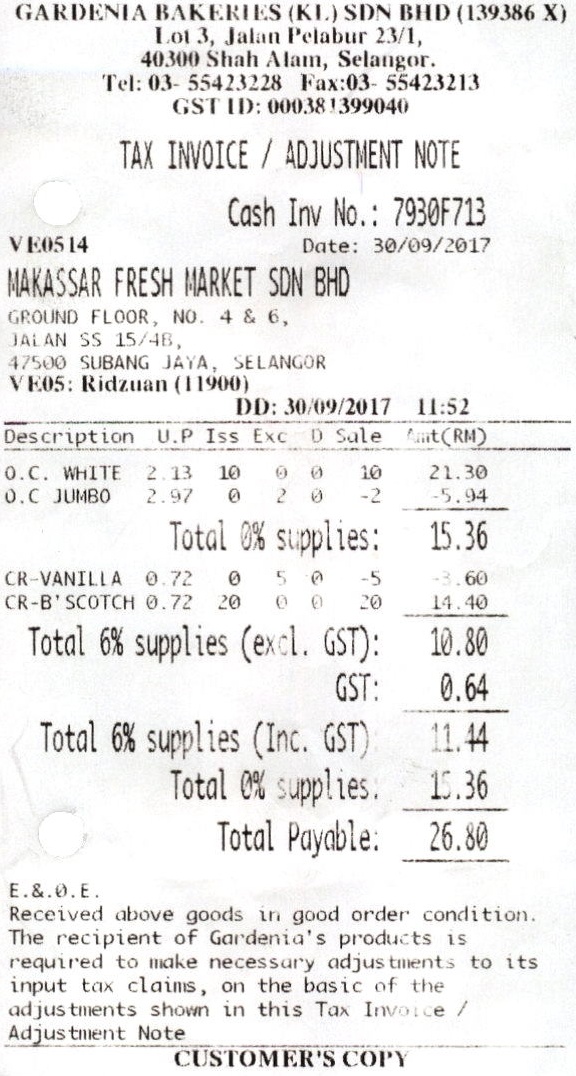 GARDENIA BAKERIES (KL) SDN BHD (139386 X)
Lot 3, Jalan Pelabur 23/1,
40300 Shah Alam, Selangor.
Tel: 03- 55423228 Fax:03- 55423213
GST ID: 000381399040
TAX INVOICE / ADJUSTMENT NOTE
Cash Inv No.: 7930F713
VE0514 Date: 30/09/2017
MAKASSAR FRESH MARKET SDN BHD
GROUND FLOOR, NO. 4 & 6,
JALAN SS 15/4B,
47500 SUBANG JAYA, SELANGOR
VE05: Ridzuan (11900)
DD: 30/09/2017 11:52
Description U.P Iss Exc D Sale Amt(RM)
O.C. WHITE 2.13 10 0 0 10 21.30
O.C JUMBO 2.97 0 2 0 -2 -5.94
Total 0% supplies: 15.36
CR-VANILLA 0.72 0 5 0 -5 -3.60
CR-B'SCOTCH 0.72 20 0 0 20 14.40
Total 6% supplies (excl. GST): 10.80
GST: 0.64
Total 6% supplies (Inc. GST) 11.44
Total 0% supplies: 15.36
Total Payable: 26.80
E.&.O.E.
Received above goods in good order condition.
The recipient of Gardenia's products is
required to make necessary adjustments to its
input tax claims, on the basic of the
adjustments shown in this Tax Invoice /
Adjustment Note
CUSTOMER'S COPY